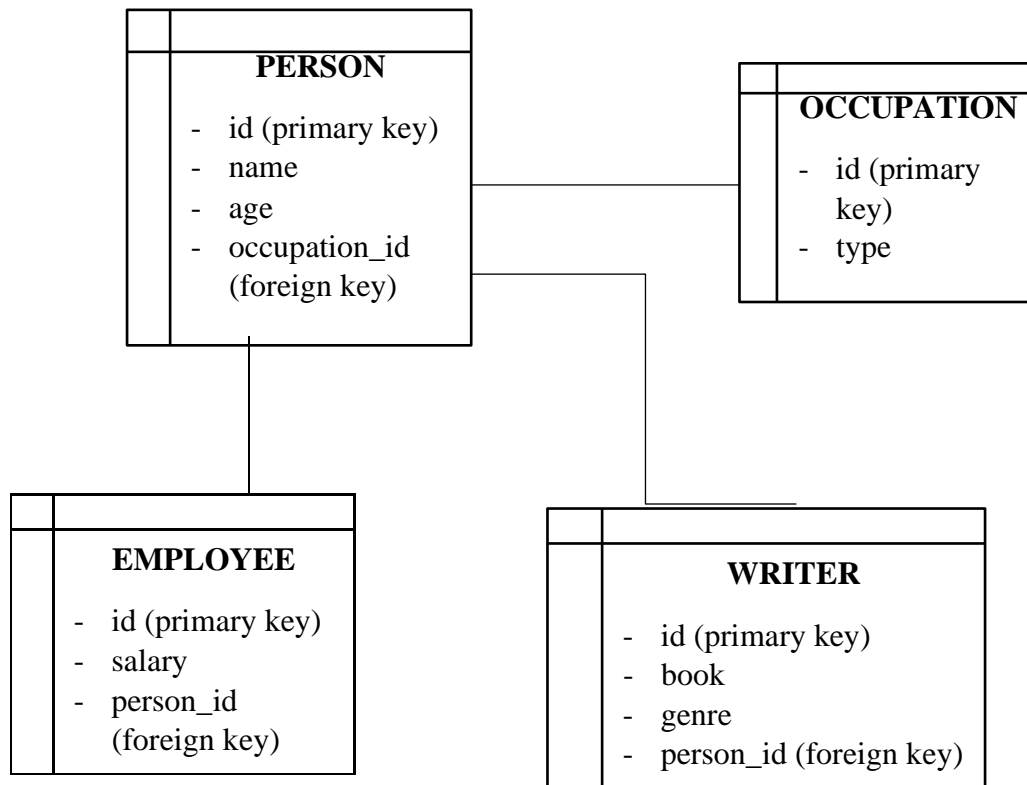 PERSON
- id (primary key)
- name
- age
- occupation_id
(foreign key)
OCCUPATION
- id (primary
key)
- type
EMPLOYEE
- id (primary key)
- salary
- person_id
(foreign key)
WRITER
- id (primary key)
- book
- genre
- person_id (foreign key)